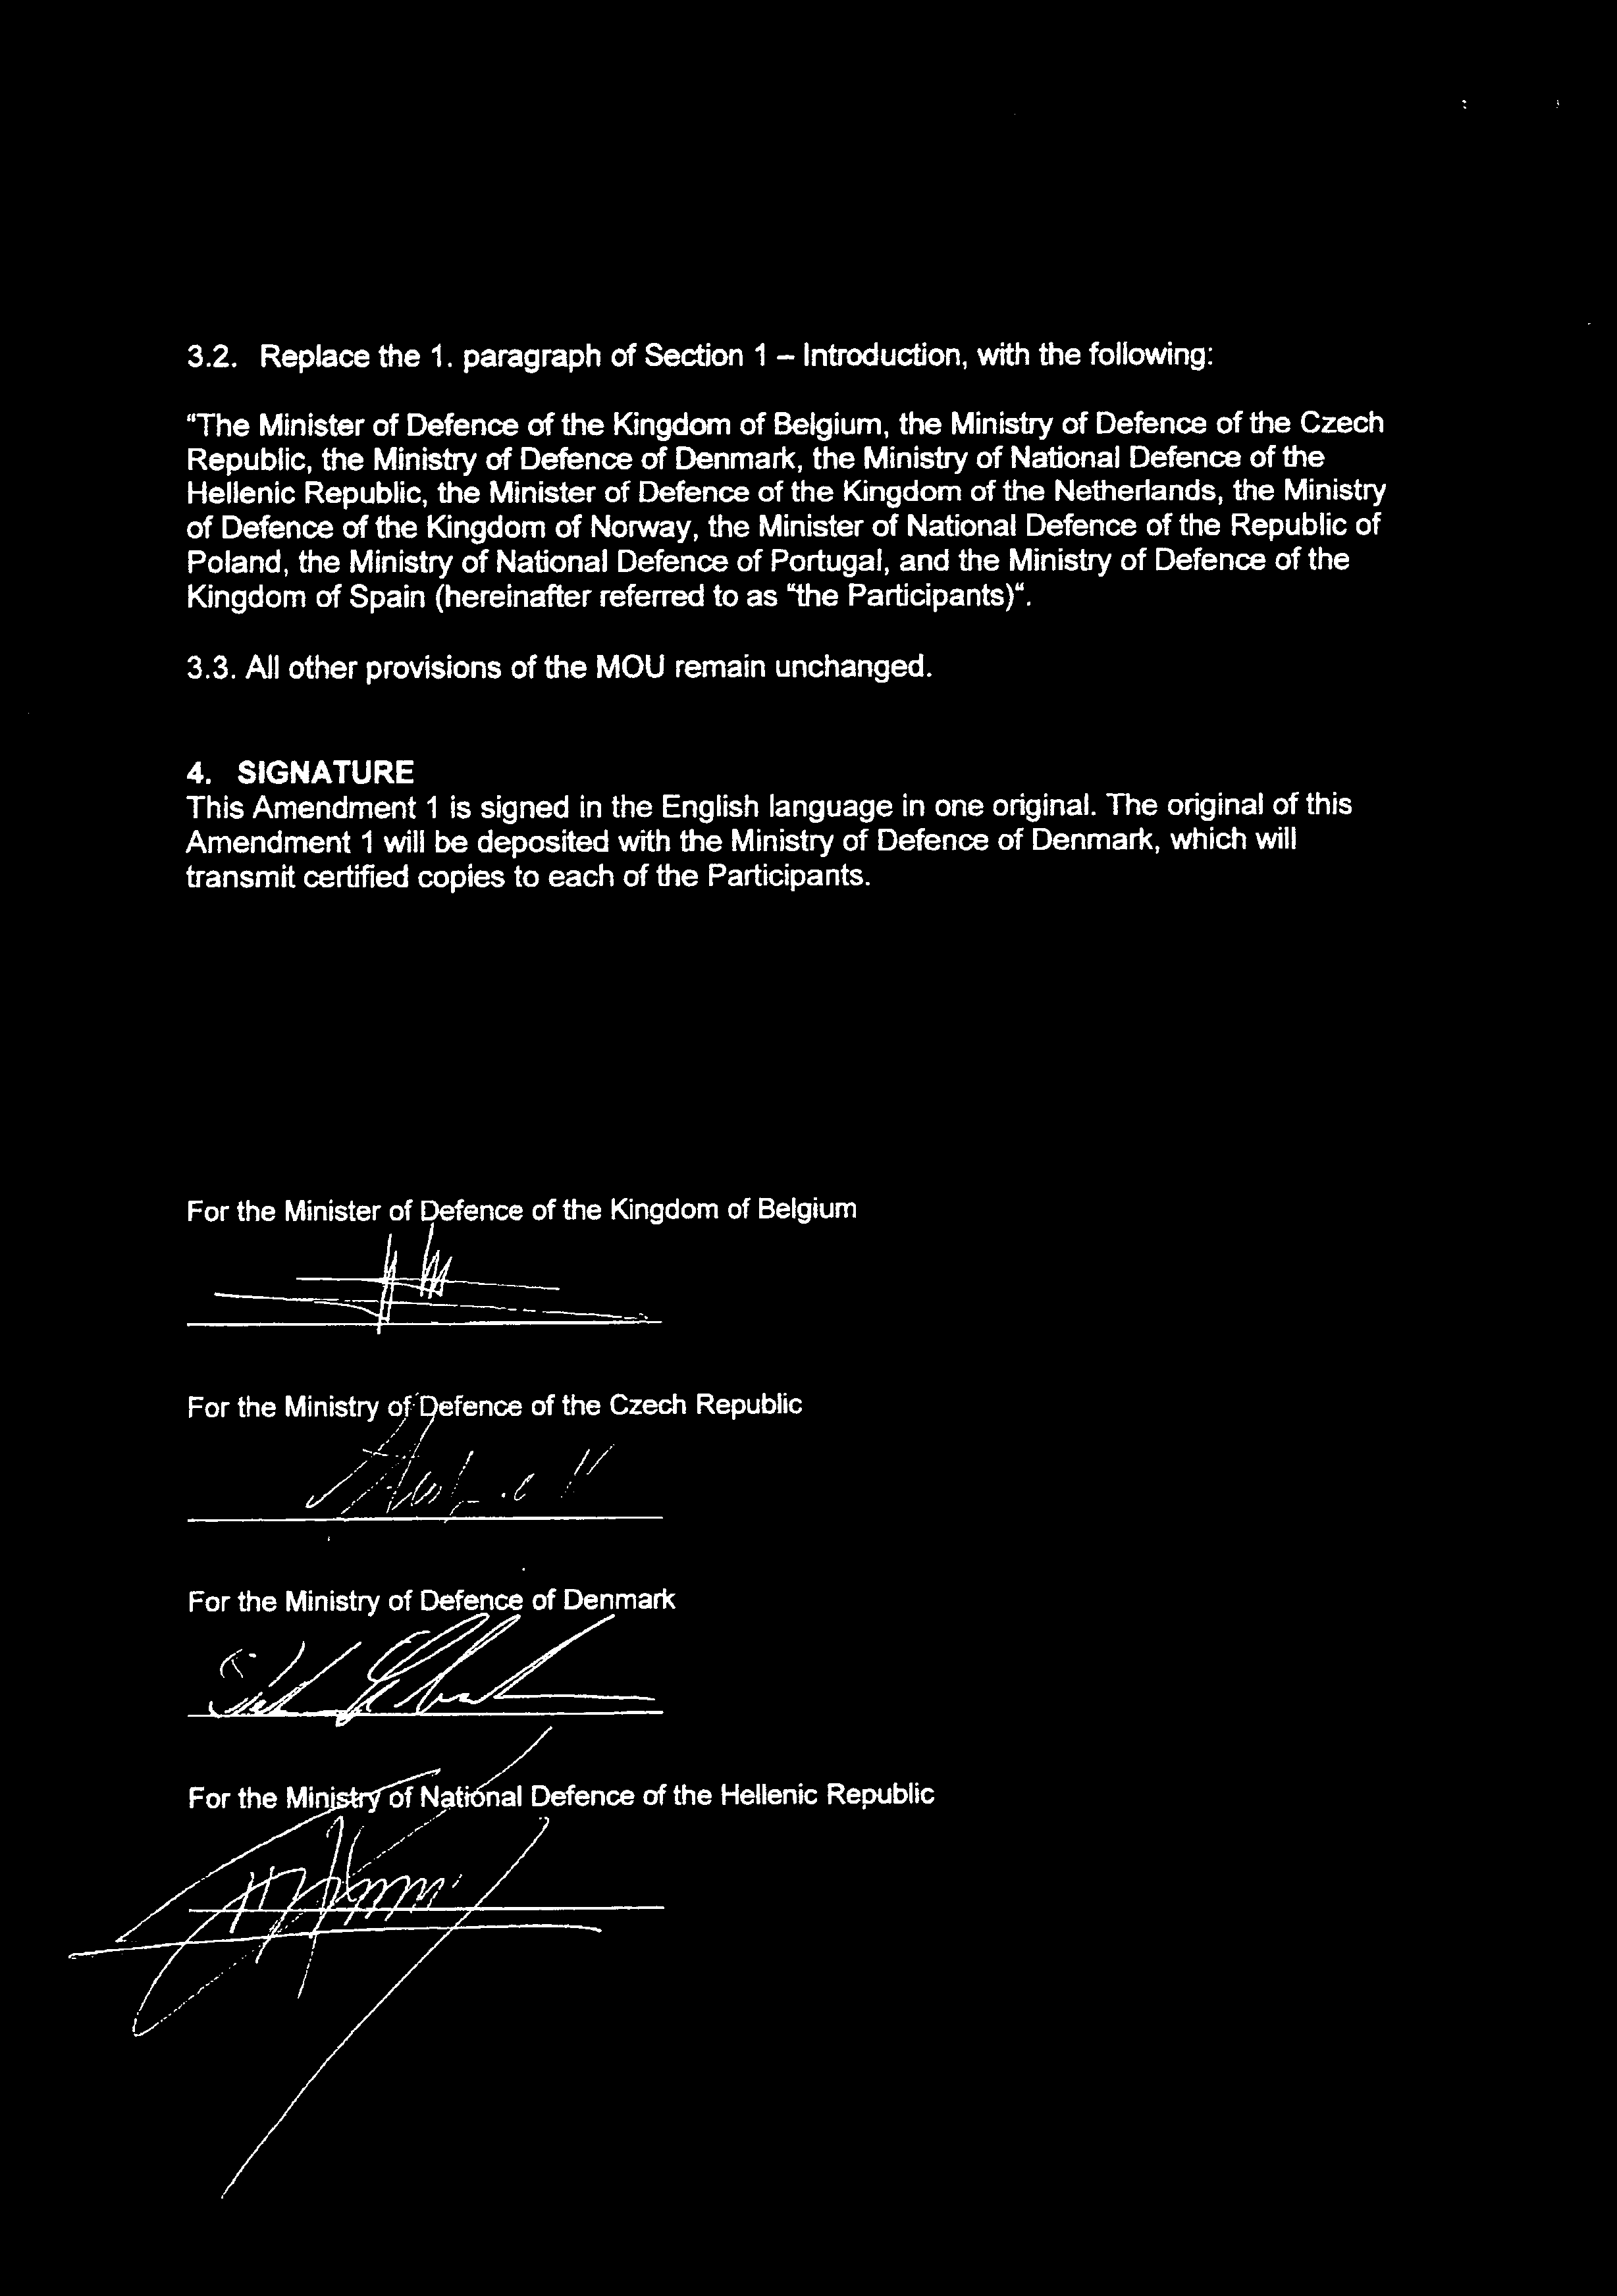 3.2. Replace the 1. paragraph of Section 1 – Introduction, with the following:
“The Minister of Defence of the Kingdom of Belgium, the Ministry of Defence of the Czech
Republic, the Ministry of Defence of Denmark, the Ministry of National Defence of the
Hellenic Republic, the Minister of Defence of the Kingdom of the Netherlands, the Ministry
of Defence of the Kingdom of Norway, the Minister of National Defence of the Republic of
Poland, the Ministry of National Defence of Portugal, and the Ministry of Defence of the
Kingdom of Spain (hereinafter referred to as “the Participants)“.
3.3. All other provisions of the MOU remain unchanged.
4. SIGNATURE
This Amendment 1 is signed in the English language in one original. The original of this
Amendment 1 will be deposited with the Ministry of Defence of Denmark, which will
transmit certified copies to each of the Participants.
For the Minister of Defence of the Kingdom of Belgium
For the Ministry of Defence of the Czech Republic
For the Ministry of Defence of Denmark
For the Ministry of National Defence of the Hellenic Republic